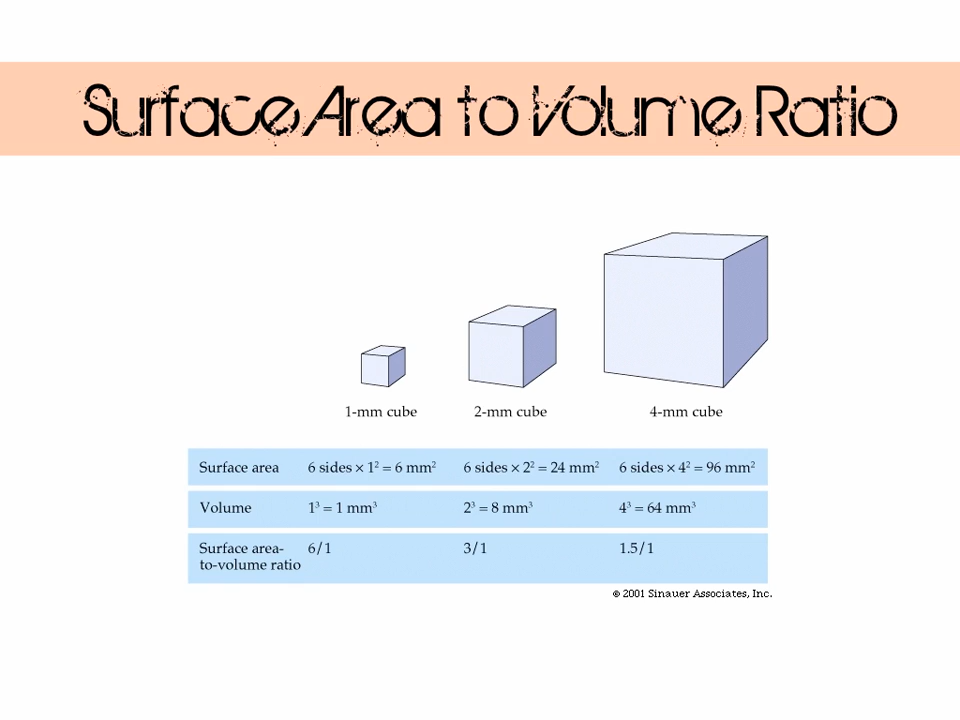 Surface Area to Volume Ratio
1-mm cube 2-mm cube 4-mm cube
Surface area 6 sides × 1² = 6 mm² 6 sides × 2² = 24 mm² 6 sides × 4² = 96 mm²
Volume 1³ = 1 mm³ 2³ = 8 mm³ 4³ = 64 mm³
Surface area- 6/1 3/1 1.5/1
to-volume ratio
© 2001 Sinauer Associates, Inc.